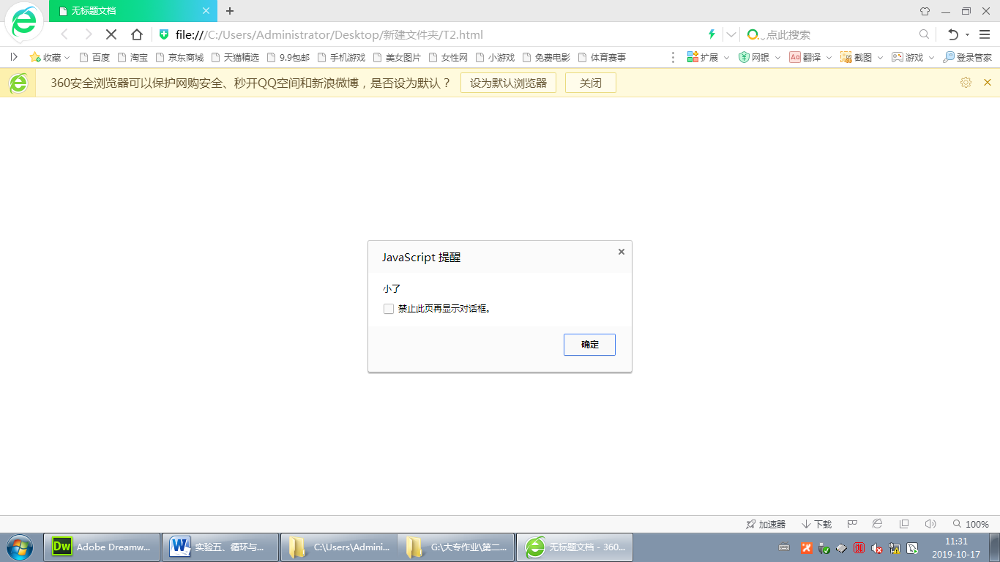 无标题文档
file:///C:/Users/Administrator/Desktop/新建文件夹/T2.html
点此搜索
收藏 百度 淘宝 京东商城 天猫精选 9.9包邮 手机游戏 美女图片 女性网 小游戏 免费电影 体育赛事 扩展 网银 Aa 翻译 截图 游戏 登录管家
360安全浏览器可以保护网购安全、秒开QQ空间和新浪微博，是否设为默认？ 设为默认浏览器 关闭
JavaScript 提醒
小了
禁止此页再显示对话框。
确定
加速器 下载 100%
Dw Adobe Dreamw... 实验五、循环与... C:\Users\Admini... G:\大专作业\第二... 无标题文档 - 360...
11:31
2019-10-17